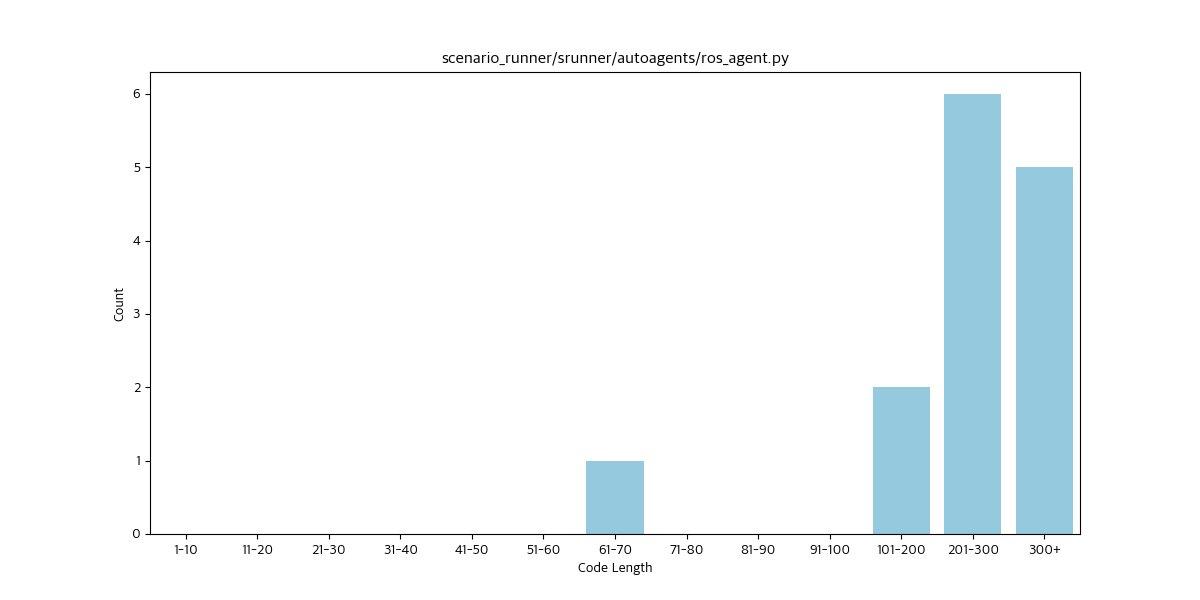 scenario_runner/srunner/autoagents/ros_agent.py
6
5
4
3
2
1
0
Count
1-10 11-20 21-30 31-40 41-50 51-60 61-70 71-80 81-90 91-100 101-200 201-300 300+
Code Length